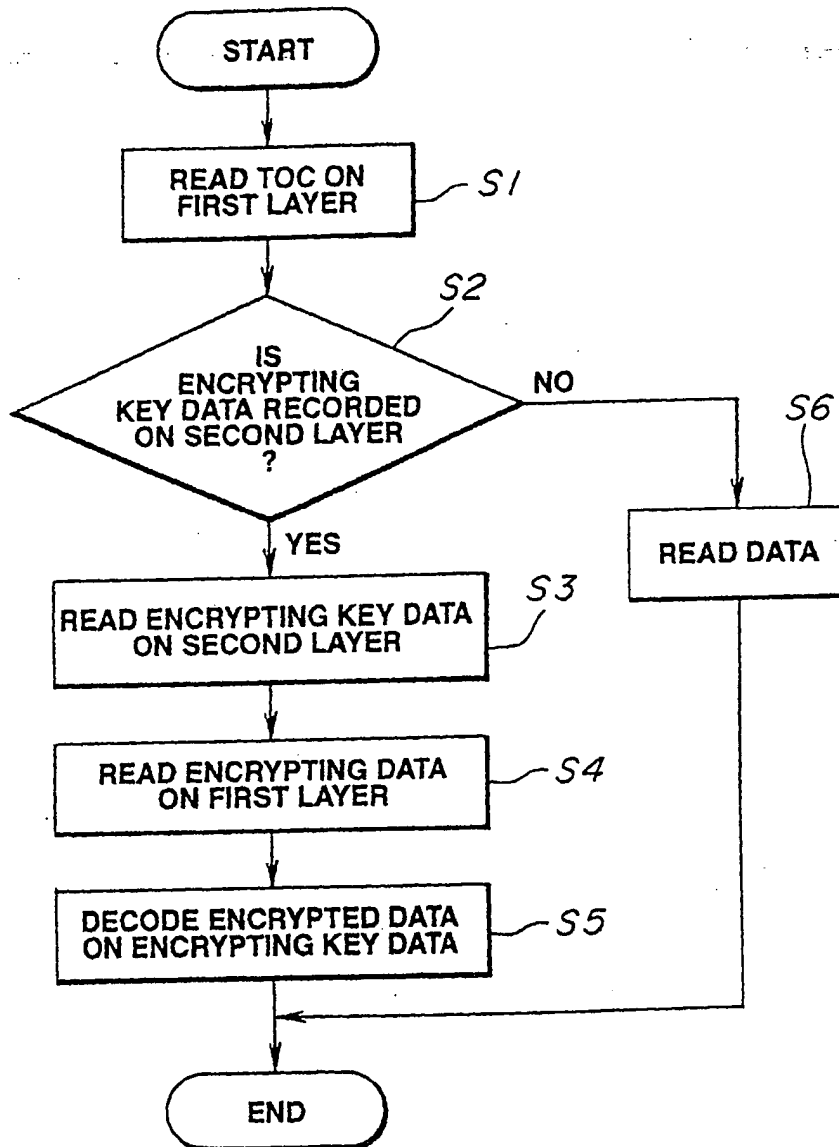 START
READ TOC ON
FIRST LAYER
S1
S2
IS
ENCRYPTING
KEY DATA RECORDED
ON SECOND LAYER
?
NO
S6
YES
READ DATA
READ ENCRYPTING KEY DATA
ON SECOND LAYER
S3
READ ENCRYPTING DATA
ON FIRST LAYER
S4
DECODE ENCRYPTED DATA
ON ENCRYPTING KEY DATA
S5
END